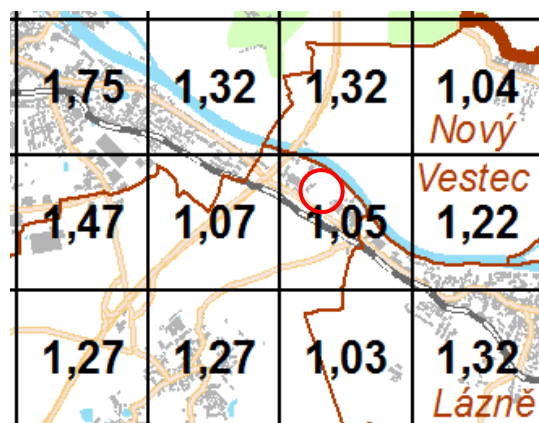 1,75 1,32 1,32 1,04
Nový
Vestec
1,47 1,07 1,05 1,22
1,27 1,27 1,03 1,32
Lázně